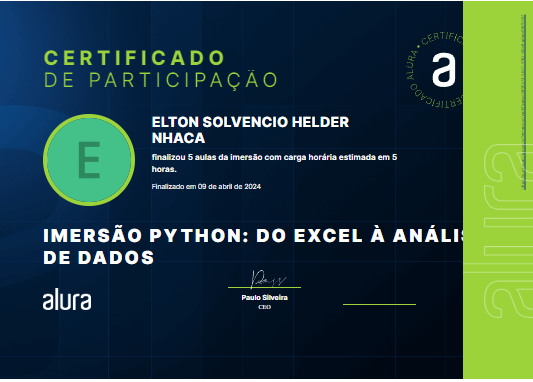 CERTIFICADO
DE PARTICIPAÇÃO
ALURA • CERTIFIC
CERTIFICADO
a
E
ELTON SOLVENCIO HELDER
NHACA
finalizou 5 aulas da imersão com carga horária estimada em 5
horas.
Finalizado em 09 de abril de 2024
IMERSÃO PYTHON: DO EXCEL À ANÁLIS
DE DADOS
alura
Paulo Silveira
CEO
alura